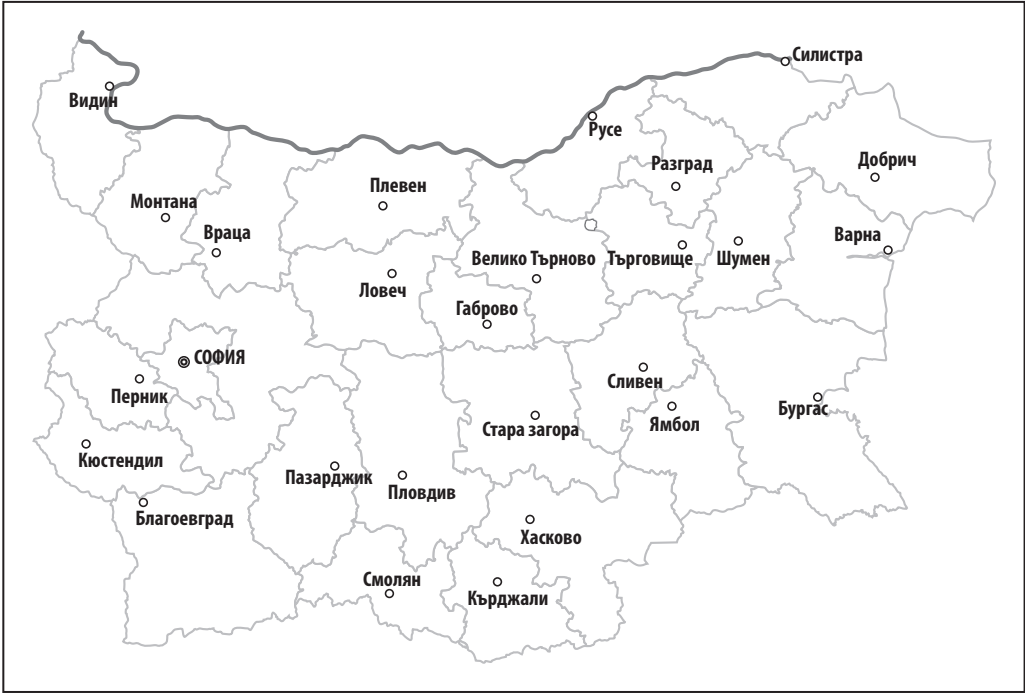 Силистра
Видин
Русе
Добрич
Разград
Плевен
Монтана
Враца
Варна
Велико Търново
Търговище
Шумен
Ловеч
Габрово
СОФИЯ
Сливен
Перник
Бургас
Ямбол
Стара загора
Кюстендил
Пазарджик
Пловдив
Благоевград
Хасково
Смолян
Кърджали